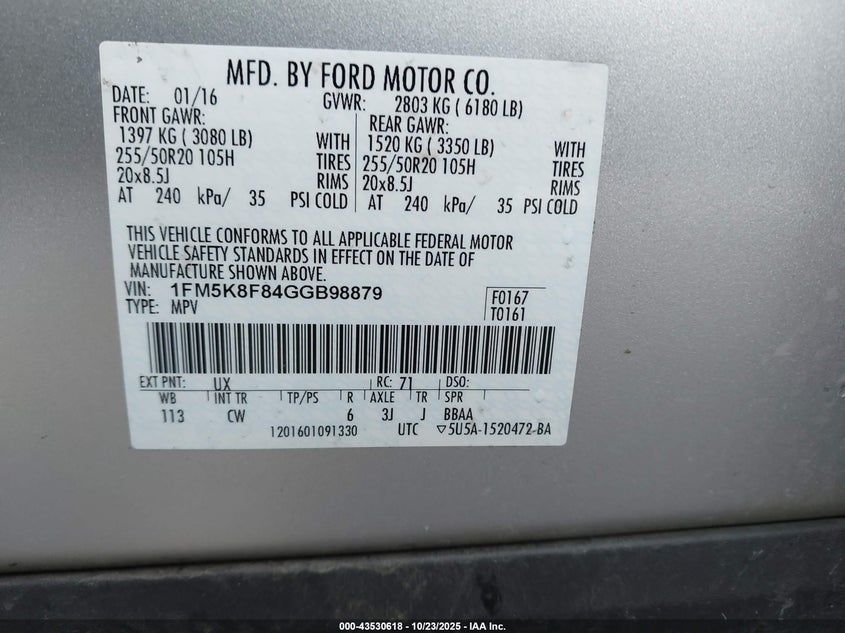 MFD. BY FORD MOTOR CO.
DATE: 01/16 GVWR: 2803 KG ( 6180 LB)
FRONT GAWR: REAR GAWR:
1397 KG ( 3080 LB) WITH 1520 KG ( 3350 LB) WITH
255/50R20 105H TIRES 255/50R20 105H TIRES
20x8.5J RIMS 20x8.5J RIMS
AT 240 kPa/ 35 PSI COLD AT 240 kPa/ 35 PSI COLD
THIS VEHICLE CONFORMS TO ALL APPLICABLE FEDERAL MOTOR
VEHICLE SAFETY STANDARDS IN EFFECT ON THE DATE OF
MANUFACTURE SHOWN ABOVE.
VIN: 1FM5K8F84GGB98879 F0167
TYPE: MPV T0161
EXT PNT: UX RC: 71 DSO:
WB INT TR TP/PS R AXLE TR SPR
113 CW 6 3J J BBAA
1201601091330 UTC ▽5U5A-1520472-BA
000-43530618 - 10/23/2025 - IAA Inc.